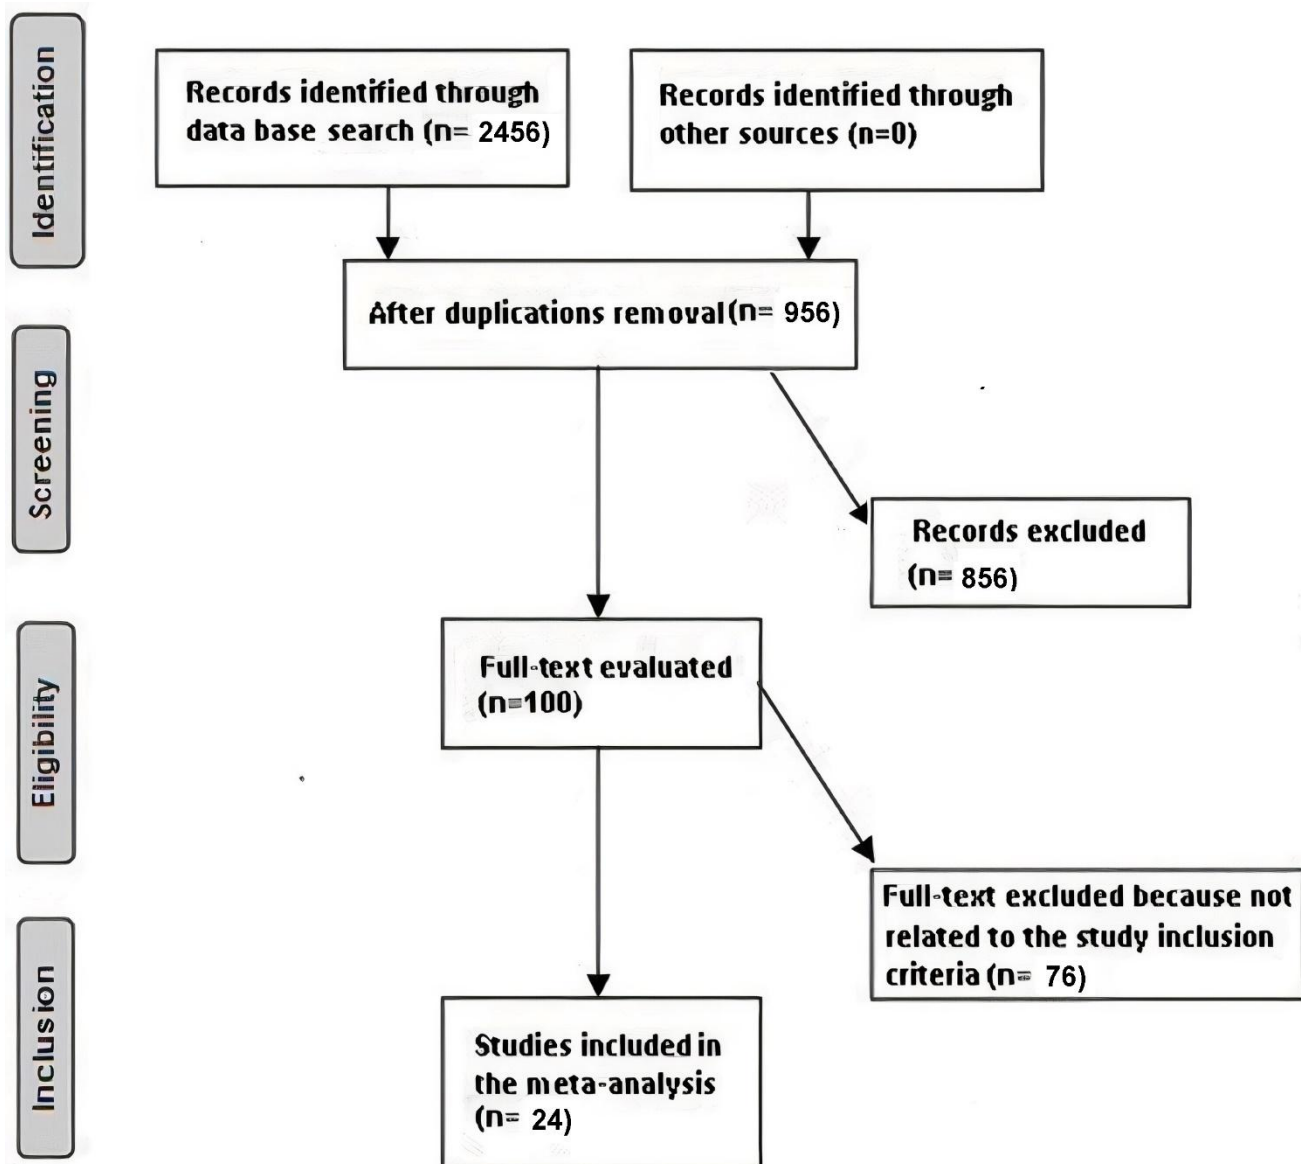 Identification
Records identified through
data base search (n= 2456)
Records identified through
other sources (n=0)
After duplications removal(n= 956)
Screening
Records excluded
(n= 856)
Eligibility
Full-text evaluated
(n=100)
Full-text excluded because not
related to the study inclusion
criteria (n= 76)
Inclusion
Studies included in
the meta-analysis
(n= 24)